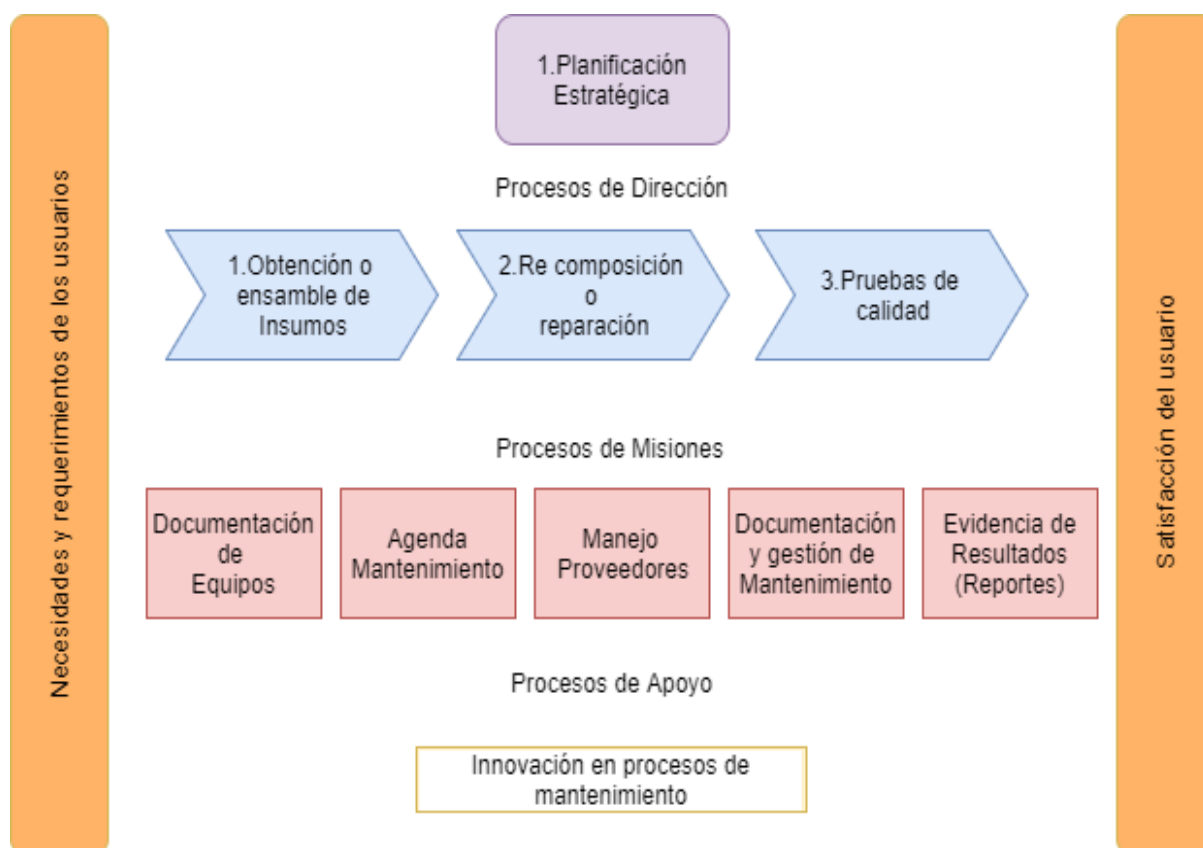 Necesidades y requerimientos de los usuarios
1.Planificación
Estratégica
Procesos de Dirección
1.Obtención o
ensamble de
Insumos
2.Re composición
o
reparación
3.Pruebas de
calidad
Procesos de Misiones
Documentación
de
Equipos
Agenda
Mantenimiento
Manejo
Proveedores
Documentación
y gestión de
Mantenimiento
Evidencia de
Resultados
(Reportes)
Procesos de Apoyo
Innovación en procesos de
mantenimiento
Satisfacción del usuario